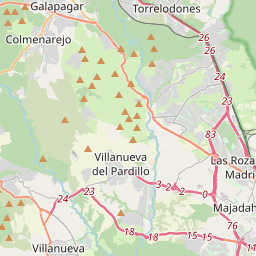 Galapagar
Torrelodones
Colmenarejo
26
26
24
23
83
Villanueva
del Pardillo
Las Roza
Madri
3
2
2
0
24
23
Majadah
76
18
18
15
15
Villanueva